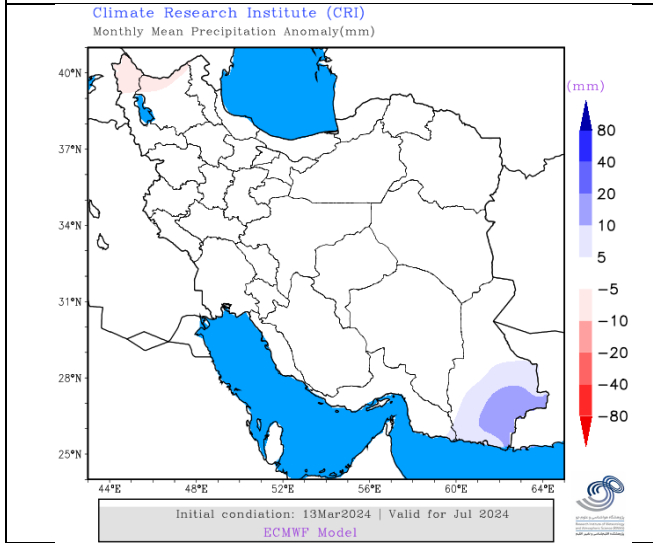 Climate Research Institute (CRI)
Monthly Mean Precipitation Anomaly(mm)
(mm)
40°N
37°N
34°N
31°N
28°N
25°N
80
40
20
10
5
−5
−10
−20
−40
−80
44°E
48°E
52°E
56°E
60°E
64°E
Initial condiation: 13Mar2024 | Valid for Jul 2024
ECMWF Model